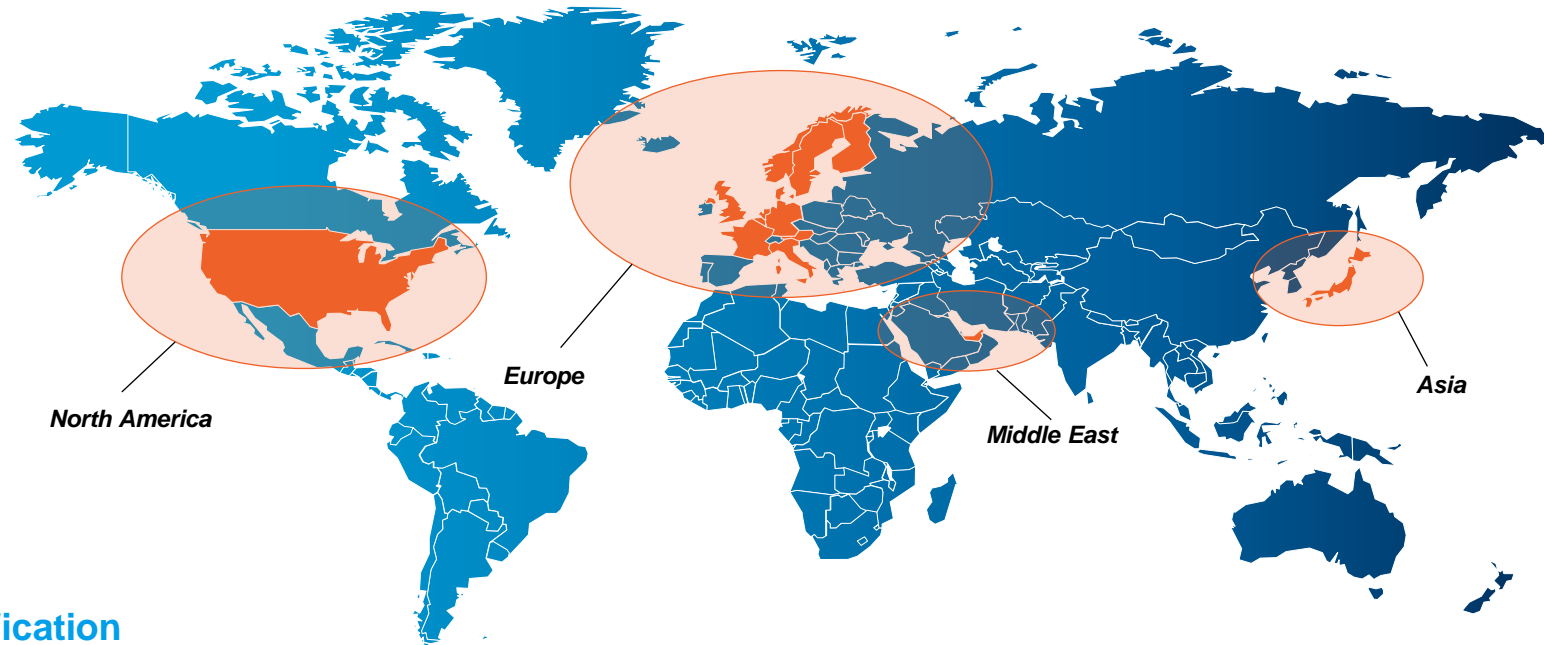 Europe
Asia
North America
Middle East
ication